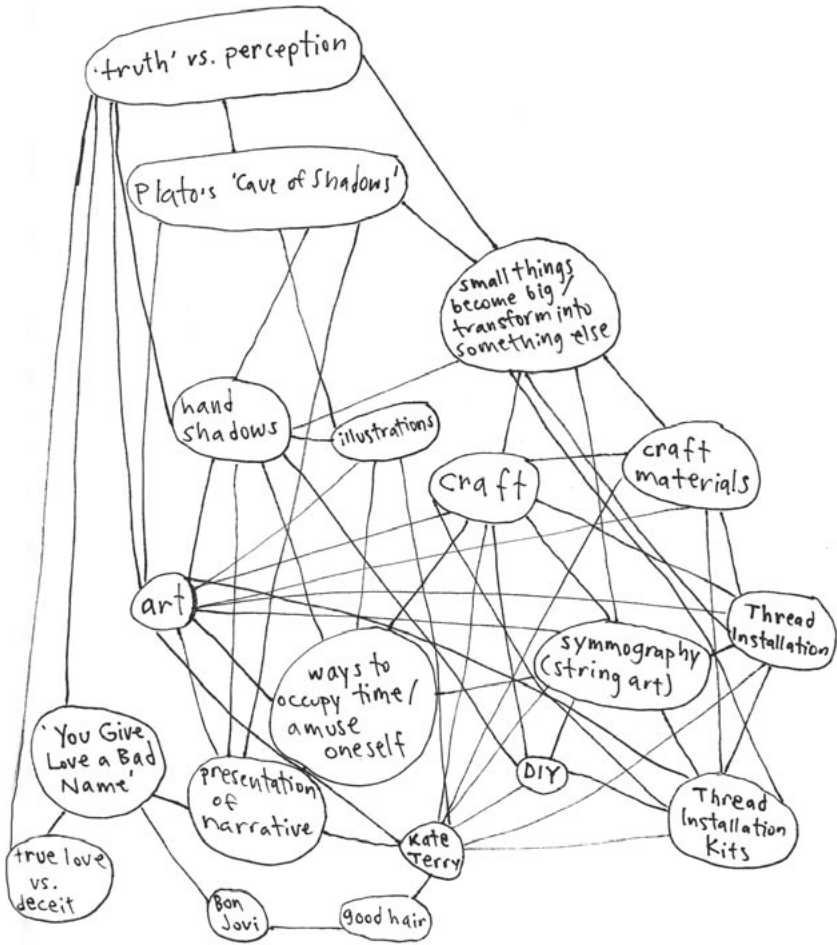 'truth' vs. perception
Plato's 'Cave of Shadows'
small things
become big /
transform into
something else
hand
shadows
illustrations
craft
craft
materials
art
Thread
Installation
symmography
(string art)
ways to
occupy time /
amuse
oneself
'You Give
Love a Bad
Name'
presentation
of
narrative
DIY
Thread
Installation
Kits
Kate
Terry
true love
vs.
deceit
Bon
Jovi
good hair